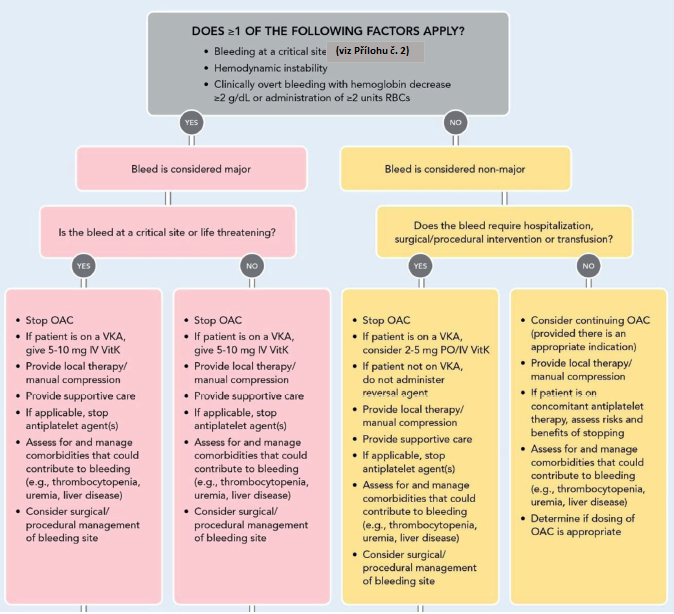 DOES ≥1 OF THE FOLLOWING FACTORS APPLY?
• Bleeding at a critical site (viz Přílohu č. 2)
• Hemodynamic instability
• Clinically overt bleeding with hemoglobin decrease
≥2 g/dL or administration of ≥2 units RBCs
YES
NO
Bleed is considered major
Bleed is considered non-major
Is the bleed at a critical site or life threatening?
Does the bleed require hospitalization,
surgical/procedural intervention or transfusion?
YES
NO
YES
NO
• Stop OAC
• If patient is on a VKA,
give 5-10 mg IV VitK
• Provide local therapy/
manual compression
• Provide supportive care
• If applicable, stop
antiplatelet agent(s)
• Assess for and manage
comorbidities that could
contribute to bleeding
(e.g., thrombocytopenia,
uremia, liver disease)
• Consider surgical/
procedural management
of bleeding site
• Stop OAC
• If patient is on a VKA,
give 5-10 mg IV VitK
• Provide local therapy/
manual compression
• Provide supportive care
• If applicable, stop
antiplatelet agent(s)
• Assess for and manage
comorbidities that could
contribute to bleeding
(e.g., thrombocytopenia,
uremia, liver disease)
• Consider surgical/
procedural management
of bleeding site
• Stop OAC
• If patient is on a VKA,
consider 2-5 mg PO/IV VitK
• If patient not on VKA,
do not administer
reversal agent
• Provide local therapy/
manual compression
• Provide supportive care
• If applicable, stop
antiplatelet agent(s)
• Assess for and manage
comorbidities that could
contribute to bleeding
(e.g., thrombocytopenia,
uremia, liver disease)
• Consider surgical/
procedural management
of bleeding site
• Consider continuing OAC
(provided there is an
appropriate indication)
• Provide local therapy/
manual compression
• If patient is on
concomitant antiplatelet
therapy, assess risks and
benefits of stopping
• Assess for and manage
comorbidities that could
contribute to bleeding
(e.g., thrombocytopenia,
uremia, liver disease)
• Determine if dosing of
OAC is appropriate